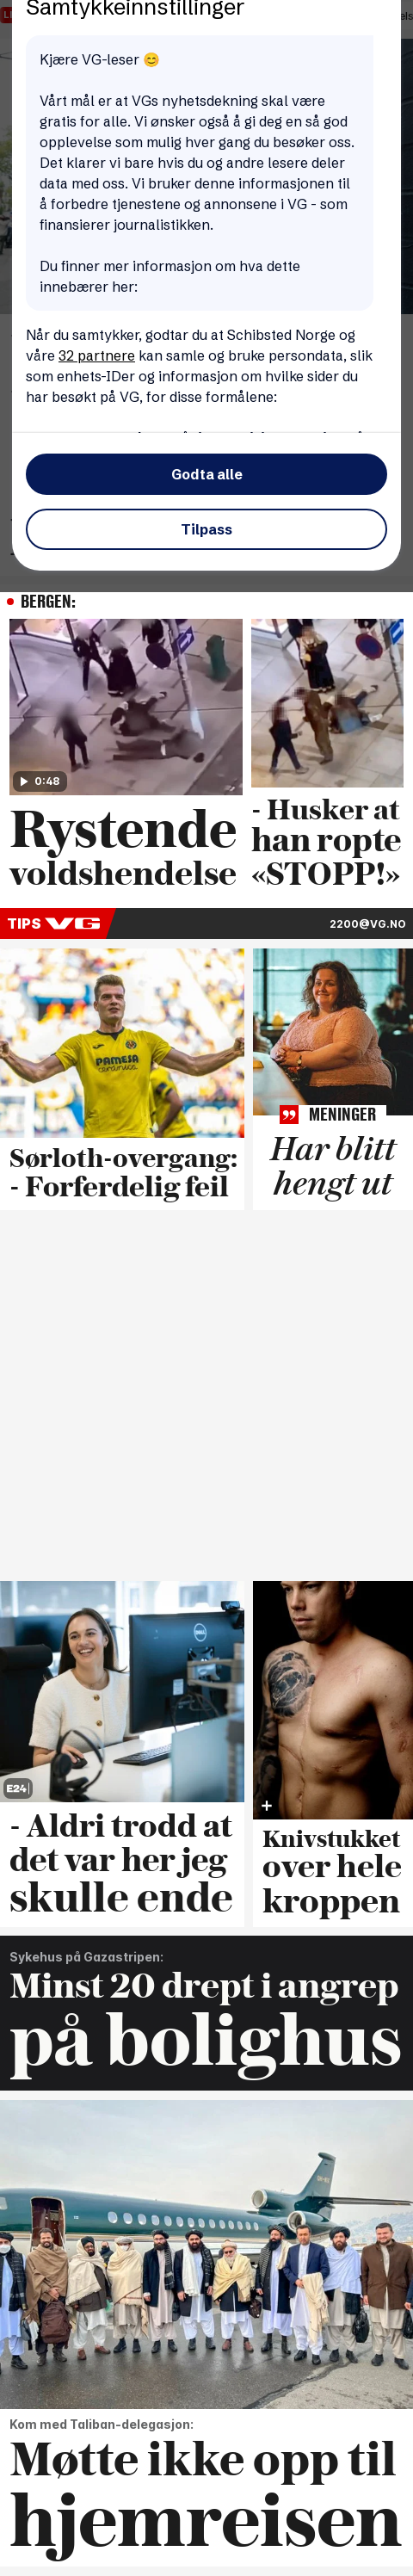 Samtykkeinnstillinger
Kjære VG-leser 😊
Vårt mål er at VGs nyhetsdekning skal være
gratis for alle. Vi ønsker også å gi deg en så god
opplevelse som mulig hver gang du besøker oss.
Det klarer vi bare hvis du og andre lesere deler
data med oss. Vi bruker denne informasjonen til
å forbedre tjenestene og annonsene i VG - som
finansierer journalistikken.
Du finner mer informasjon om hva dette
innebærer her:
Når du samtykker, godtar du at Schibsted Norge og
våre 32 partnere kan samle og bruke persondata, slik
som enhets-IDer og informasjon om hvilke sider du
har besøkt på VG, for disse formålene:
Godta alle
Tilpass
BERGEN:
0:48
Rystende
voldshendelse
- Husker at
han ropte
«STOPP!»
TIPS VG
2200@VG.NO
PAMESA
Sørloth-overgang:
- Forferdelig feil
MENINGER
Har blitt
hengt ut
DELL
E24
- Aldri trodd at
det var her jeg
skulle ende
Knivstukket
over hele
kroppen
Sykehus på Gazastripen:
Minst 20 drept i angrep
på bolighus
Kom med Taliban-delegasjon:
Møtte ikke opp til
hjemreisen